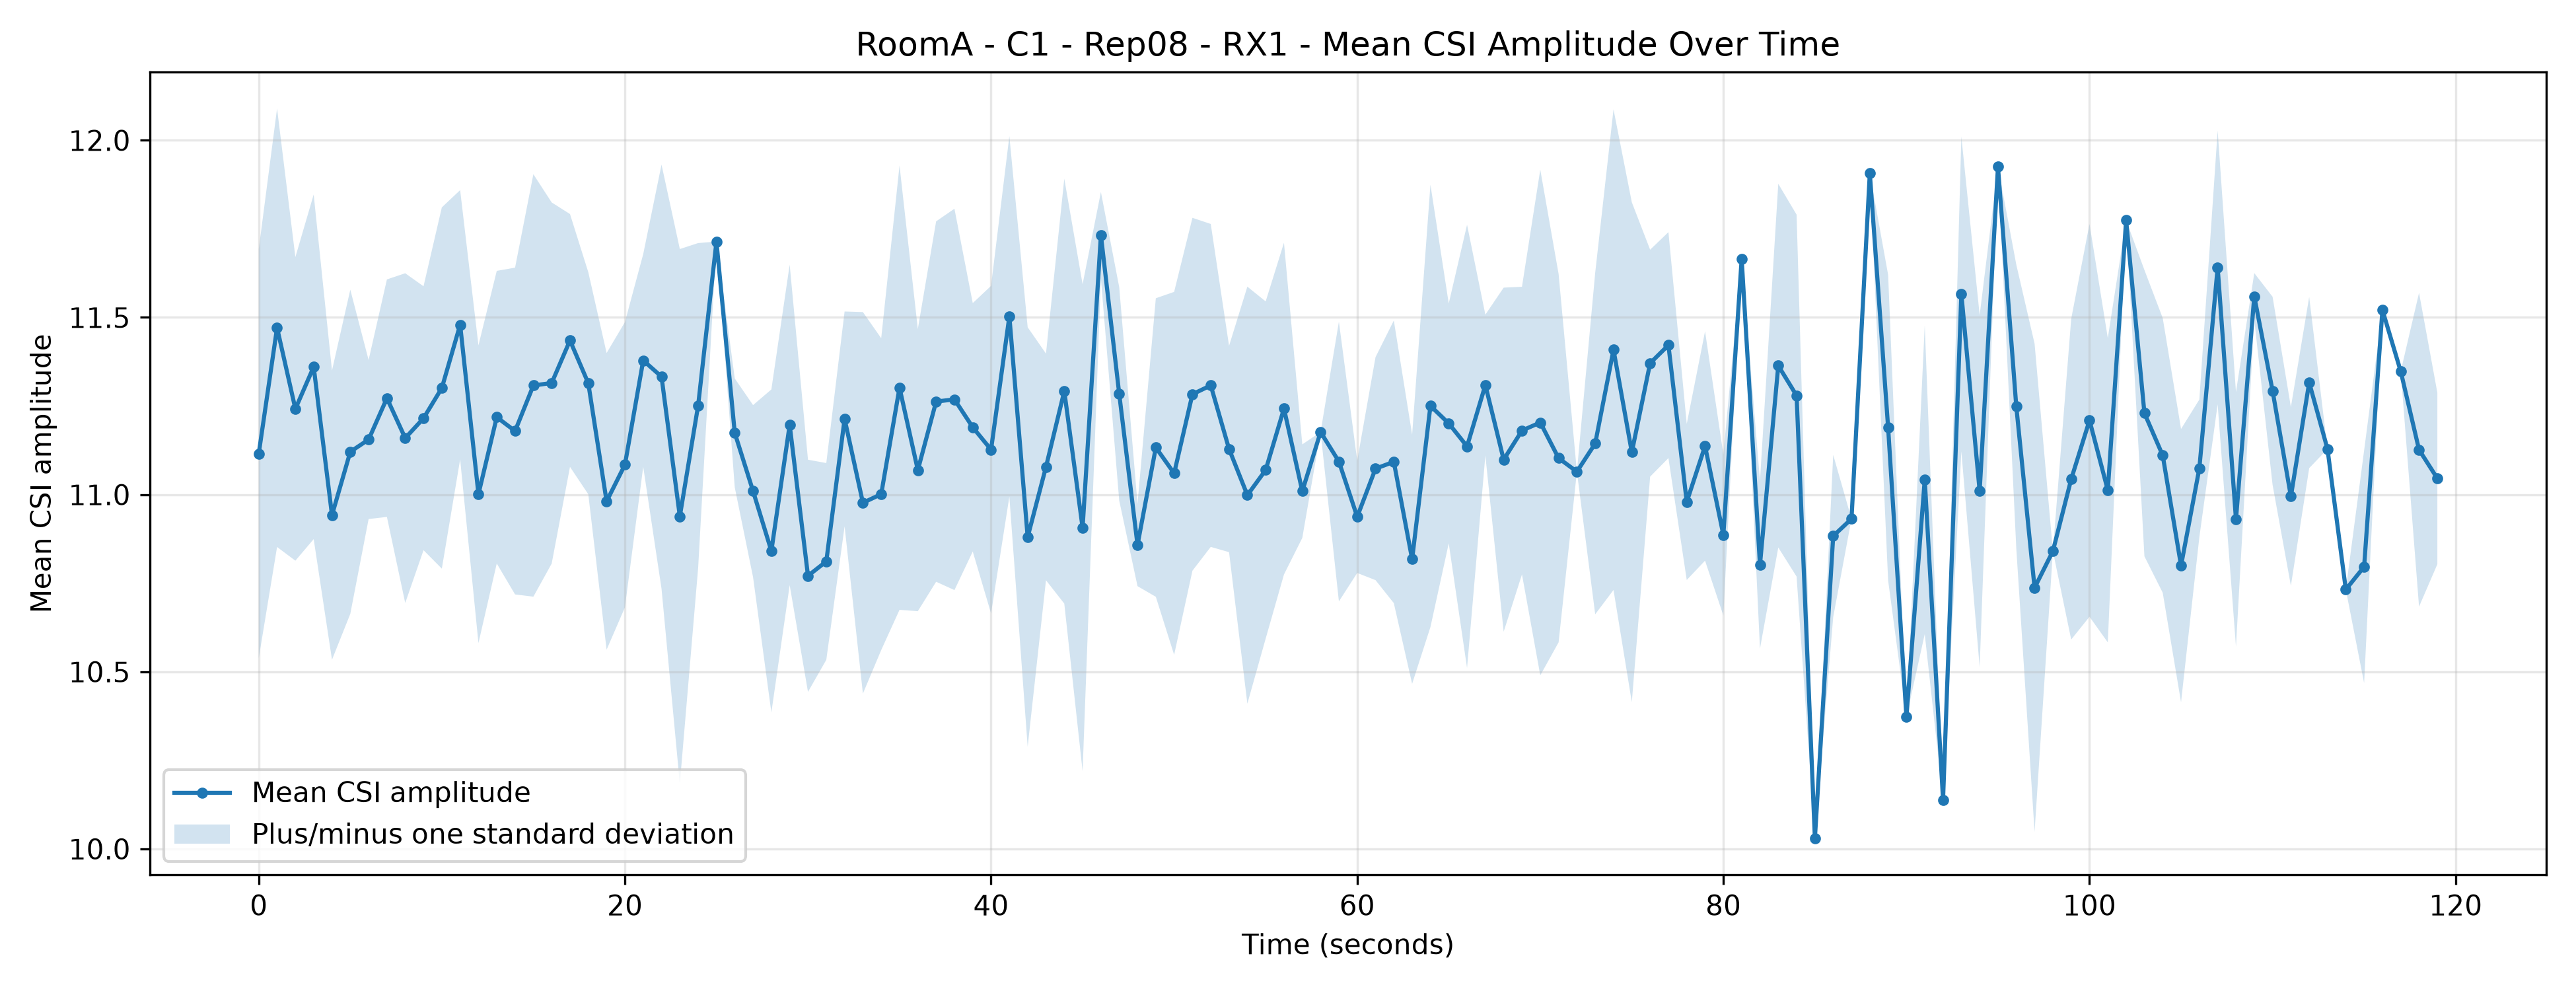 RoomA - C1 - Rep08 - RX1 - Mean CSI Amplitude Over Time
Mean CSI amplitude
12.0
11.5
11.0
10.5
10.0
Mean CSI amplitude
Plus/minus one standard deviation
0 20 40 60 80 100 120
Time (seconds)